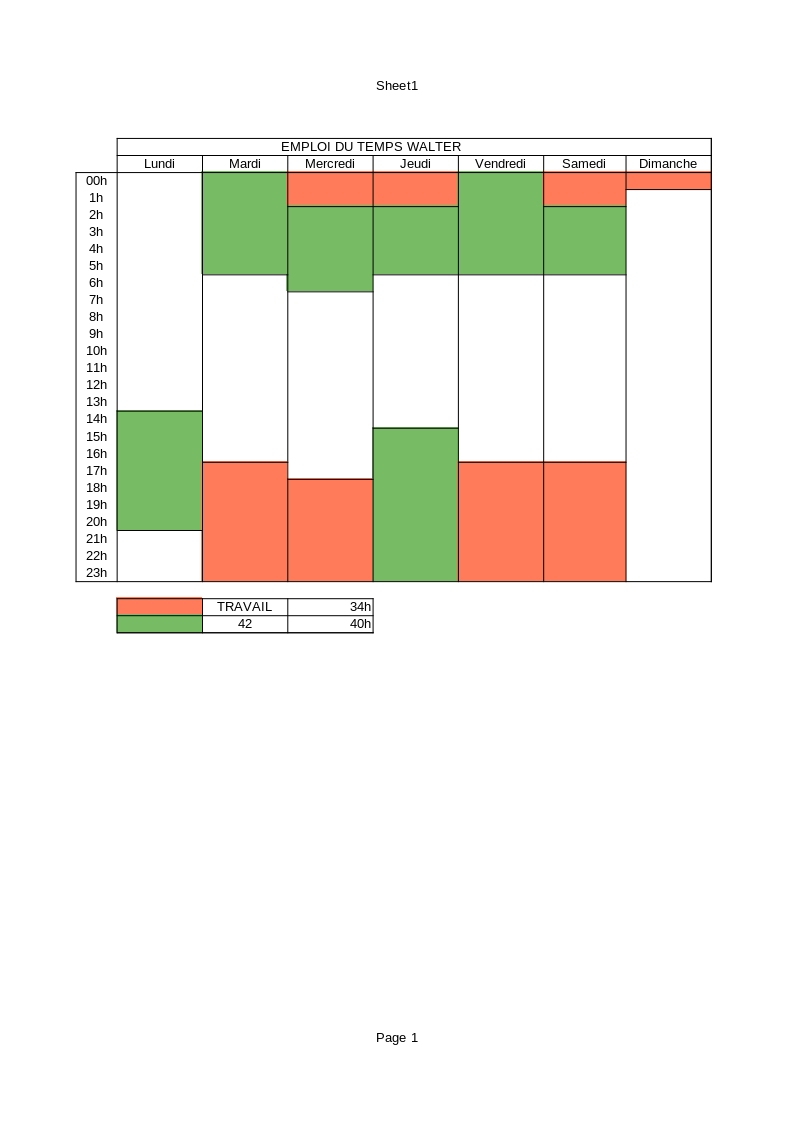 Sheet1
EMPLOI DU TEMPS WALTER
Lundi Mardi Mercredi Jeudi Vendredi Samedi Dimanche
00h
1h
2h
3h
4h
5h
6h
7h
8h
9h
10h
11h
12h
13h
14h
15h
16h
17h
18h
19h
20h
21h
22h
23h
TRAVAIL 34h
42 40h
Page 1